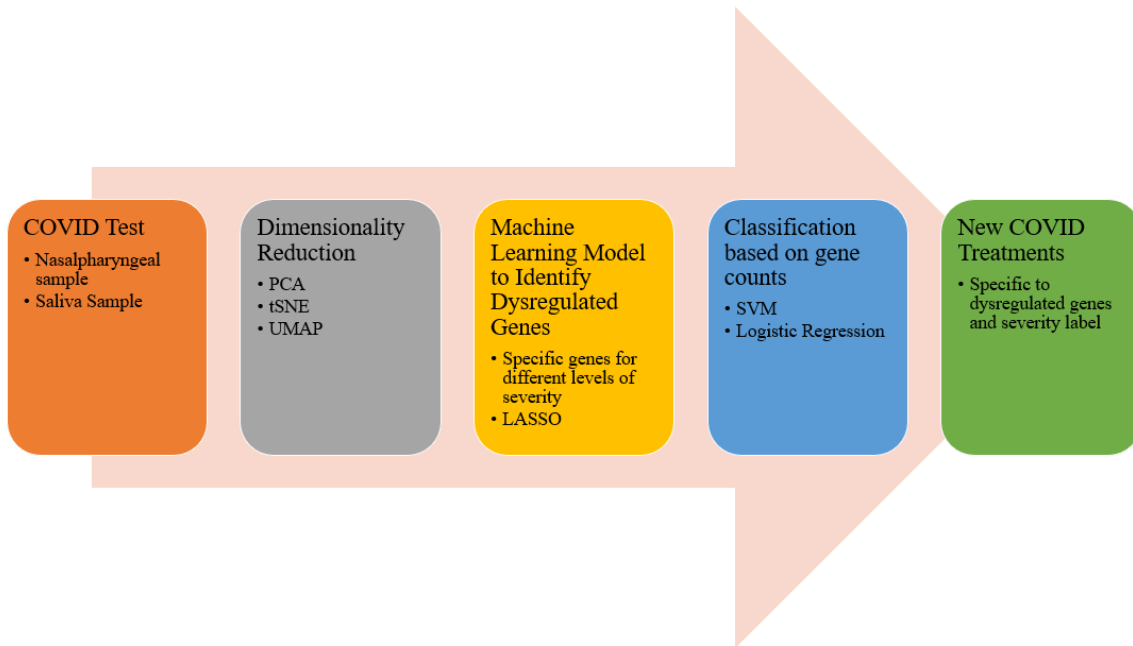 COVID Test
• Nasalpharyngeal
sample
• Saliva Sample
Dimensionality
Reduction
• PCA
• tSNE
• UMAP
Machine
Learning Model
to Identify
Dysregulated
Genes
• Specific genes for
different levels of
severity
• LASSO
Classification
based on gene
counts
• SVM
• Logistic Regression
New COVID
Treatments
• Specific to
dysregulated genes
and severity label